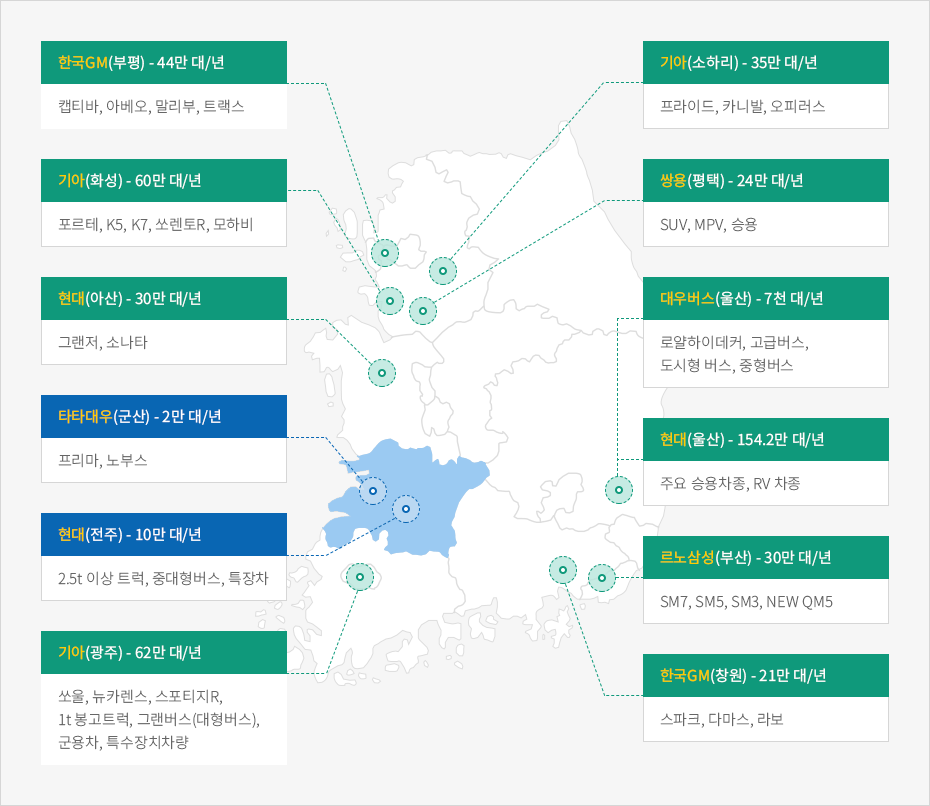 한국GM(부평) - 44만 대/년
캡티바, 아베오, 말리부, 트랙스
기아(화성) - 60만 대/년
포르테, K5, K7, 쏘렌토R, 모하비
현대(아산) - 30만 대/년
그랜저, 소나타
타타대우(군산) - 2만 대/년
프리마, 노부스
현대(전주) - 10만 대/년
2.5t 이상 트럭, 중대형버스, 특장차
기아(광주) - 62만 대/년
쏘울, 뉴카렌스, 스포티지R,
1t 봉고트럭, 그랜버스(대형버스),
군용차, 특수장치차량
기아(소하리) - 35만 대/년
프라이드, 카니발, 오피러스
쌍용(평택) - 24만 대/년
SUV, MPV, 승용
대우버스(울산) - 7천 대/년
로얄하이데커, 고급버스,
도시형 버스, 중형버스
현대(울산) - 154.2만 대/년
주요 승용차종, RV 차종
르노삼성(부산) - 30만 대/년
SM7, SM5, SM3, NEW QM5
한국GM(창원) - 21만 대/년
스파크, 다마스, 라보